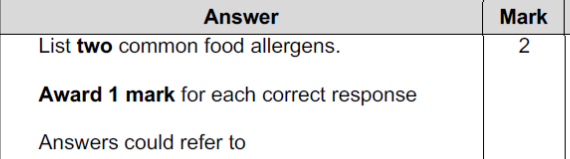 Answer Mark
List two common food allergens. 2
Award 1 mark for each correct response
Answers could refer to